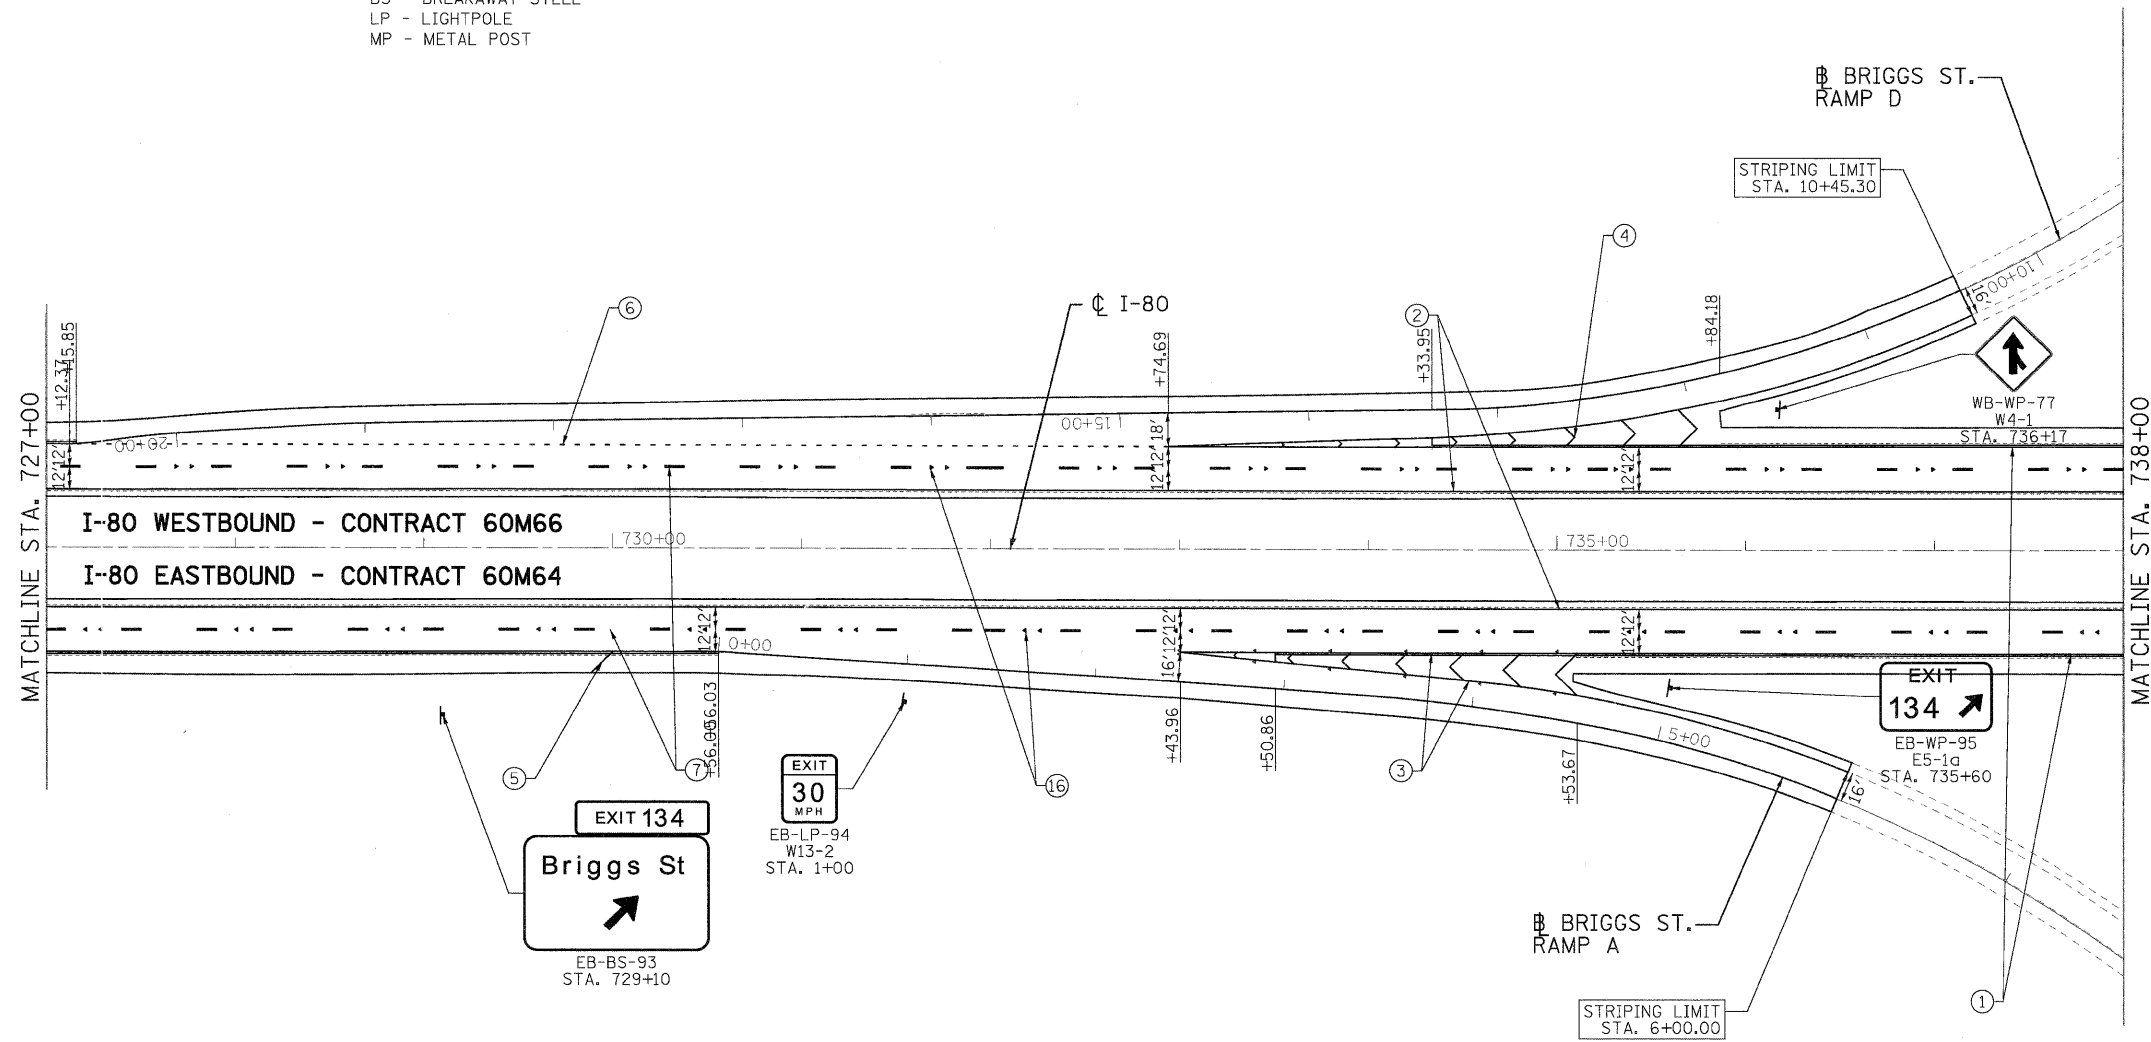 LP - LIGHTPOLE
MP - METAL POST
℄ BRIGGS ST.
RAMP D
STRIPING LIMIT
STA. 10+45.30
4
6
℄ I-80
2
+12.37
+15.85
+74.69
+33.95
+84.18
10+00
16'
WB-WP-77
W4-1
STA. 736+17
MATCHLINE STA. 727+00
MATCHLINE STA. 738+00
20+00
15+00
18'
12'
12'
12'
12'
12'
12'
I-80 WESTBOUND - CONTRACT 60M66
730+00
735+00
I-80 EASTBOUND - CONTRACT 60M64
12'
12'
12'
12'
12'
12'
0+00
16'
+56.03
+43.96
+50.86
+53.67
5+00
16'
5
7
16
3
EXIT
134
EB-WP-95
E5-1a
STA. 735+60
EXIT
30
MPH
EB-LP-94
W13-2
STA. 1+00
EXIT 134
Briggs St
EB-BS-93
STA. 729+10
BRIGGS ST.
RAMP A
STRIPING LIMIT
STA. 6+00.00
1